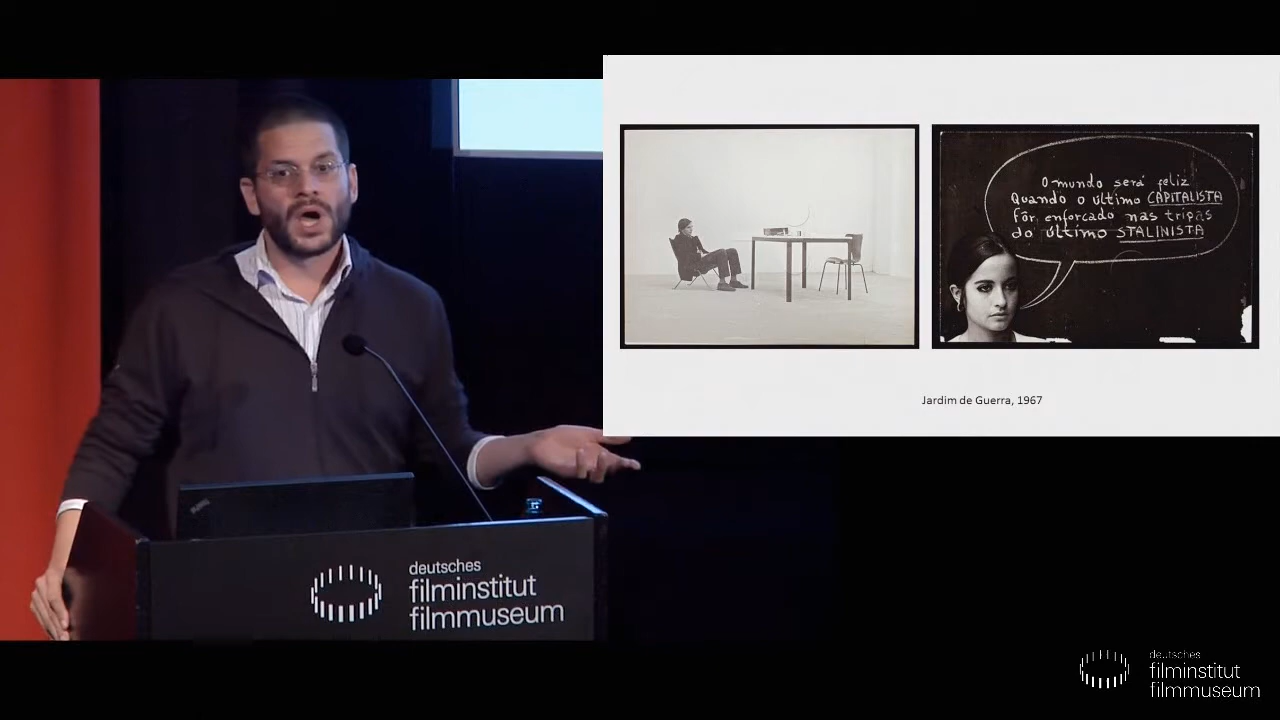 O mundo será feliz
Quando o último CAPITALISTA
fôr enforcado nas tripas
do último STALINISTA
Jardim de Guerra, 1967
deutsches
filminstitut
filmmuseum
deutsches
filminstitut
filmmuseum